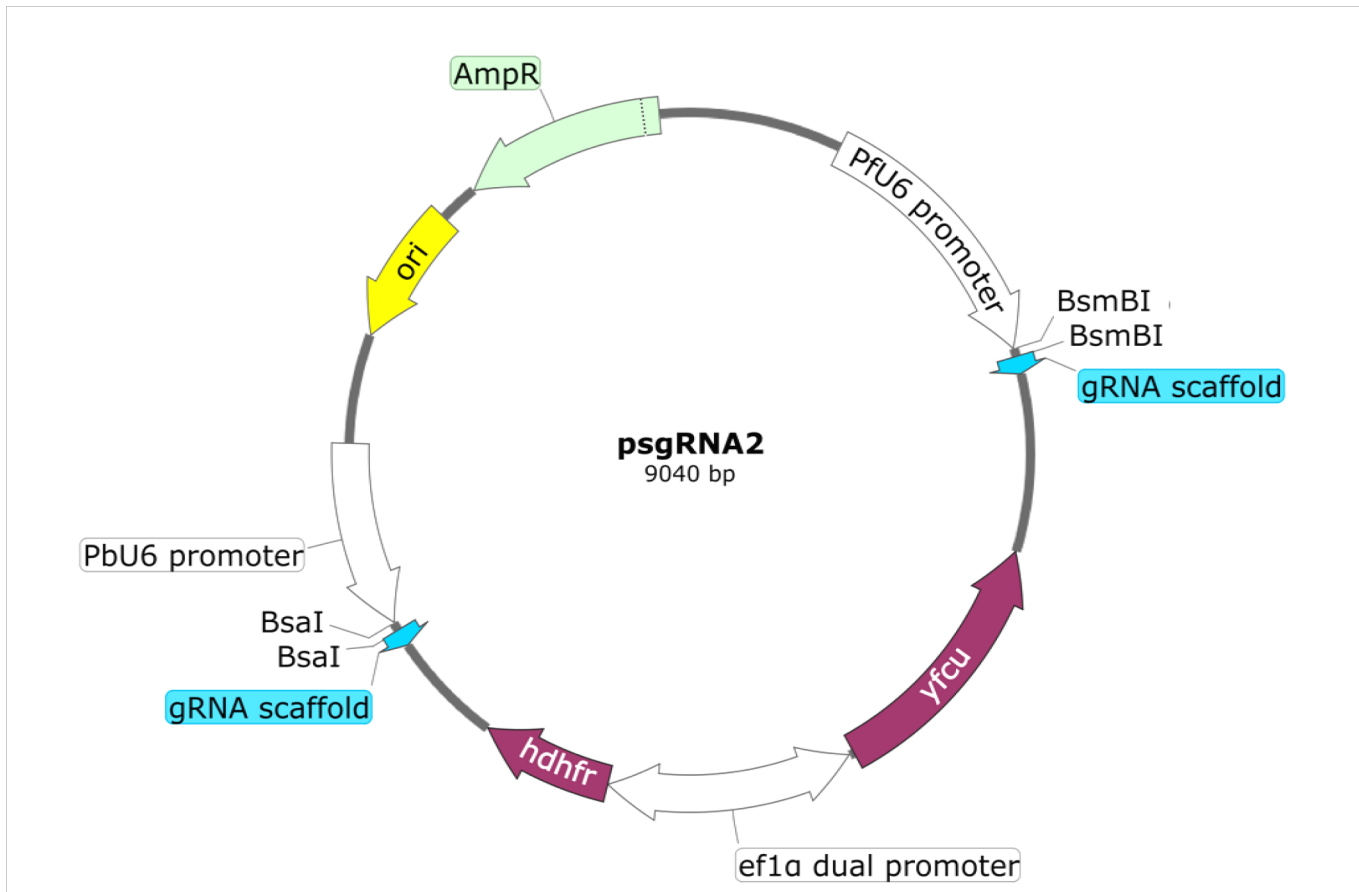 AmpR
PfU6 promoter
ori
BsmBI
BsmBI
gRNA scaffold
psgRNA2
9040 bp
PbU6 promoter
BsaI
BsaI
gRNA scaffold
yfcu
hdhfr
ef1α dual promoter